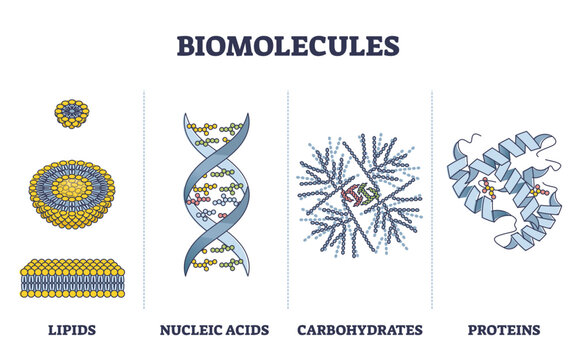 BIOMOLECULES
LIPIDS
NUCLEIC ACIDS
CARBOHYDRATES
PROTEINS